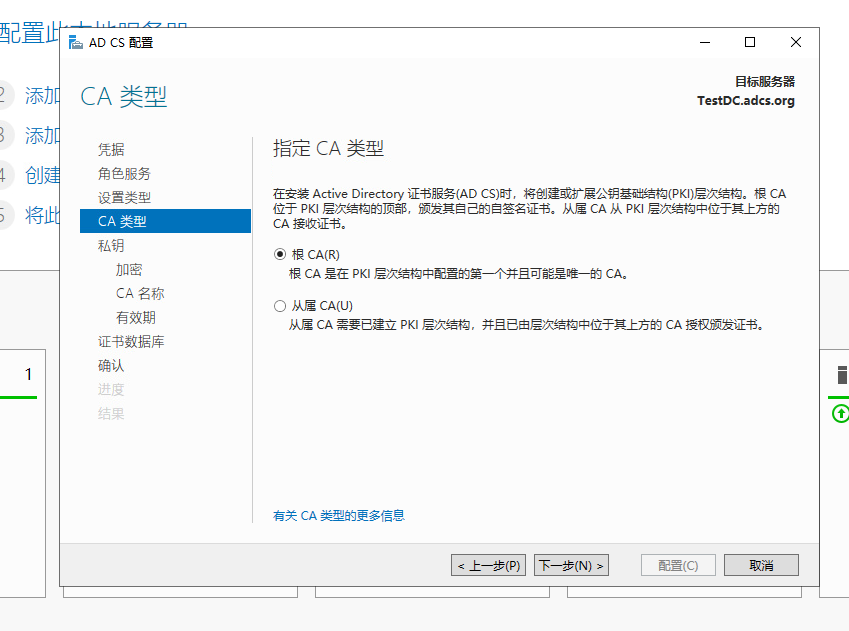 配置此本地服务器
AD CS 配置
CA 类型
目标服务器
TestDC.adcs.org
2 添加
3 添加
4 创建
5 将此
凭据
角色服务
设置类型
CA 类型
私钥
加密
CA 名称
有效期
证书数据库
确认
进度
结果
指定 CA 类型
在安装 Active Directory 证书服务(AD CS)时，将创建或扩展公钥基础结构(PKI)层次结构。根 CA
位于 PKI 层次结构的顶部，颁发其自己的自签名证书。从属 CA 从 PKI 层次结构中位于其上方的
CA 接收证书。
根 CA(R)
根 CA 是在 PKI 层次结构中配置的第一个并且可能是唯一的 CA。
从属 CA(U)
从属 CA 需要已建立 PKI 层次结构，并且已由层次结构中位于其上方的 CA 授权颁发证书。
有关 CA 类型的更多信息
1
< 上一步(P)
下一步(N) >
配置(C)
取消